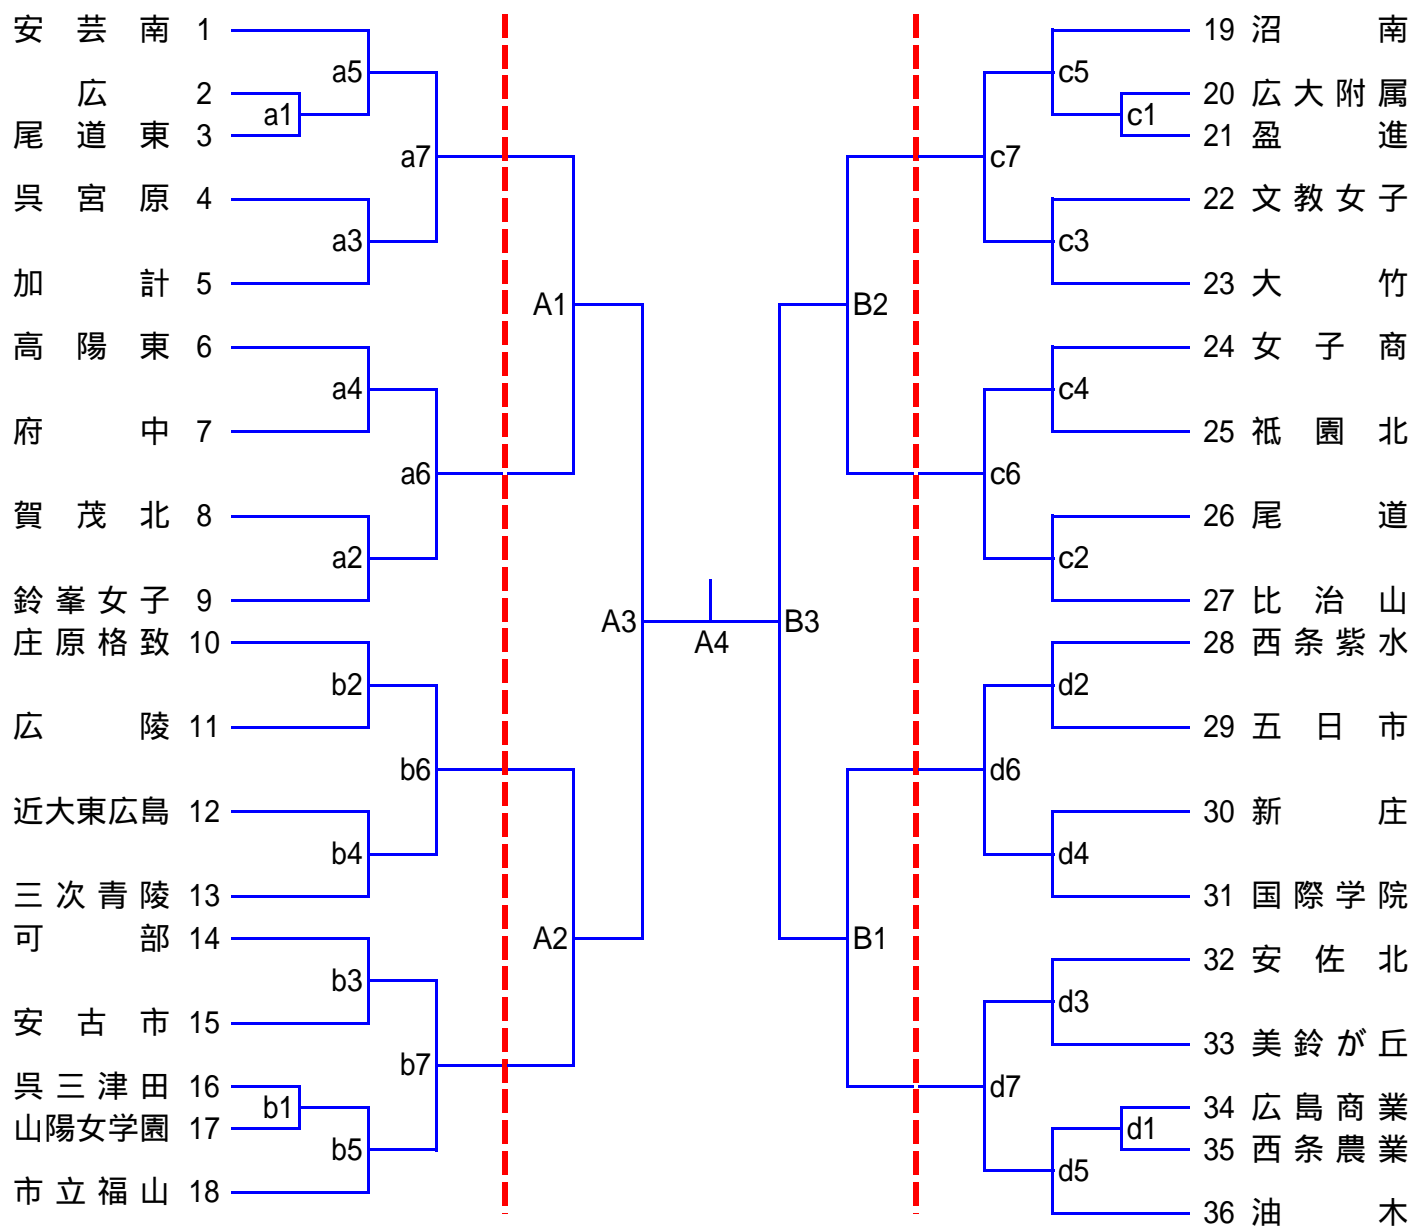 安芸南 1
広 2
尾道東 3
呉宮原 4
加計 5
高陽東 6
府中 7
賀茂北 8
鈴峯女子 9
庄原格致 10
広陵 11
近大東広島 12
三次青陵 13
可部 14
安古市 15
呉三津田 16
山陽女学園 17
市立福山 18
a1
a5
a7
a3
a4
a6
a2
b2
b6
b4
b3
b7
b1
b5
A1
A2
A3
A4
B3
B2
B1
c5
c1
c7
c3
c4
c6
c2
d2
d6
d4
d3
d7
d1
d5
19 沼南
20 広大附属
21 盈進
22 文教女子
23 大竹
24 女子商
25 祗園北
26 尾道
27 比治山
28 西条紫水
29 五日市
30 新庄
31 国際学院
32 安佐北
33 美鈴が丘
34 広島商業
35 西条農業
36 油木